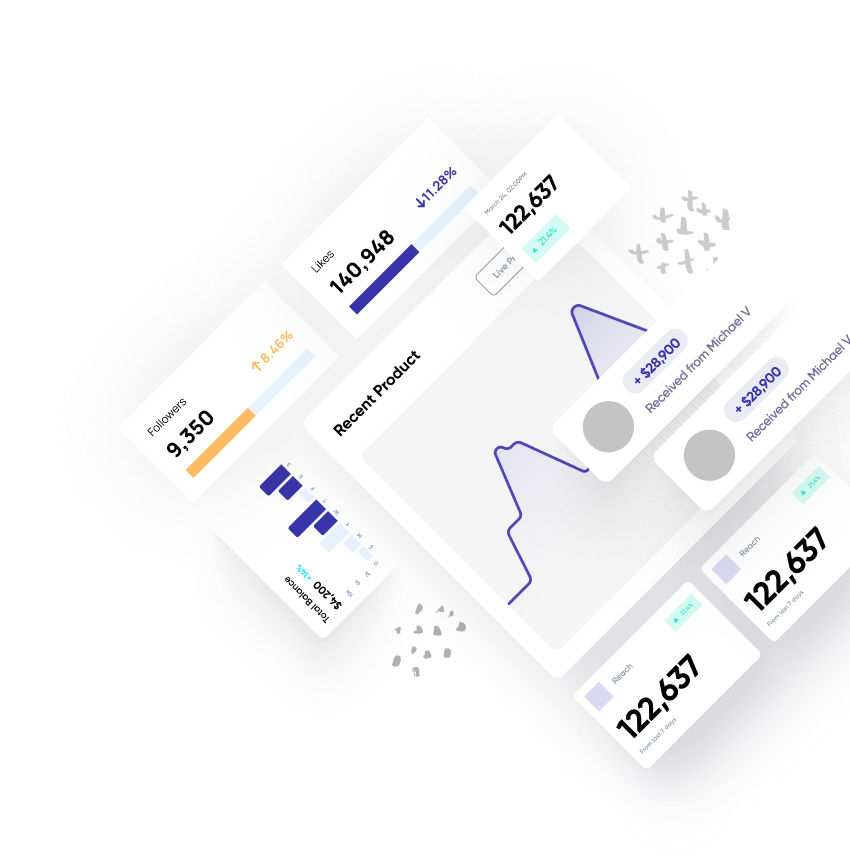 Likes
140,948
11.28%
March 24, 02:00PM
122,637
21.4%
Followers
9,350
8.46%
Recent Product
Live Pr
+ $28,900
Received from Michael V
+ $28,900
Received from Michael V
Total Balance
$4,200
+14%
Reach
21.4%
122,637
From last 7 days
Reach
21.4%
122,637
From last 7 days